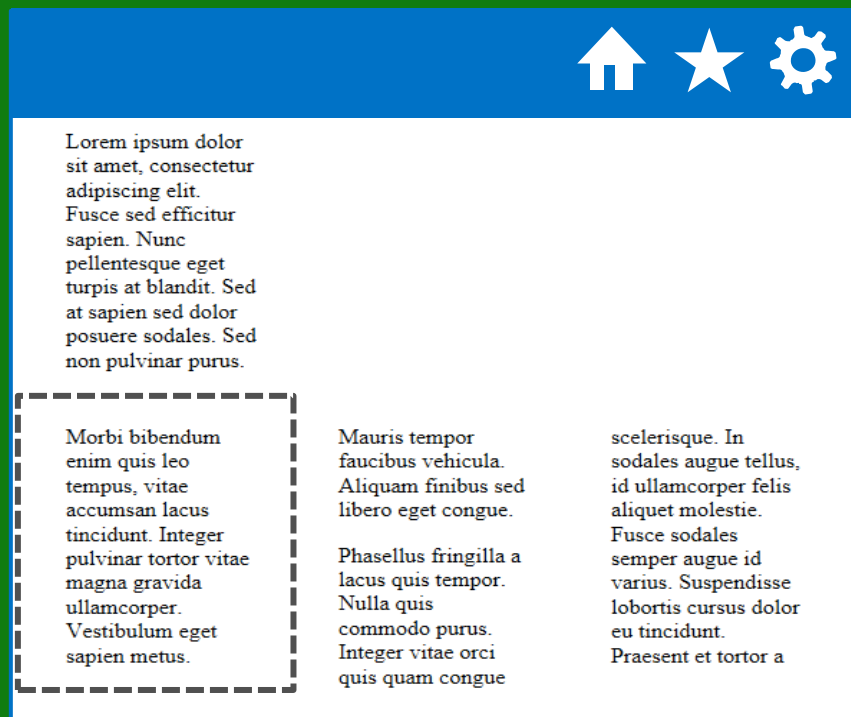 Lorem ipsum dolor
sit amet, consectetur
adipiscing elit.
Fusce sed efficitur
sapien. Nunc
pellentesque eget
turpis at blandit. Sed
at sapien sed dolor
posuere sodales. Sed
non pulvinar purus.
Morbi bibendum
enim quis leo
tempus, vitae
accumsan lacus
tincidunt. Integer
pulvinar tortor vitae
magna gravida
ullamcorper.
Vestibulum eget
sapien metus.
Mauris tempor
faucibus vehicula.
Aliquam finibus sed
libero eget congue.
Phasellus fringilla a
lacus quis tempor.
Nulla quis
commodo purus.
Integer vitae orci
quis quam congue
scelerisque. In
sodales augue tellus,
id ullamcorper felis
aliquet molestie.
Fusce sodales
semper augue id
varius. Suspendisse
lobortis cursus dolor
eu tincidunt.
Praesent et tortor a